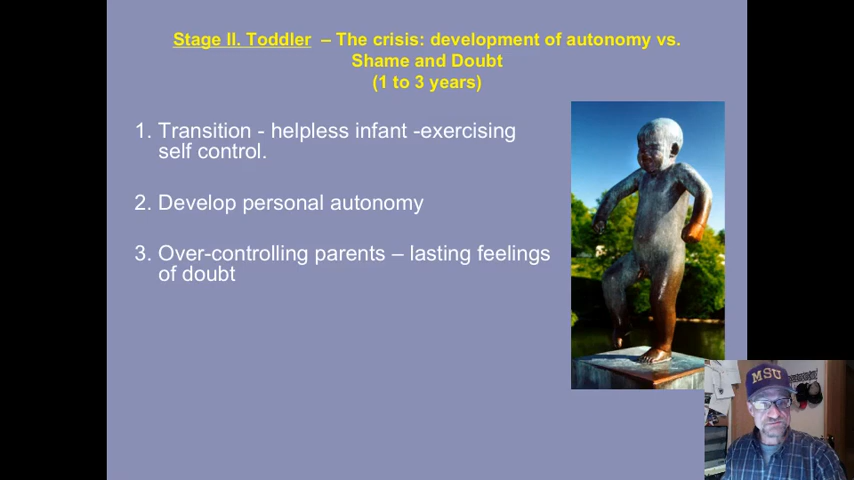 Stage II. Toddler – The crisis: development of autonomy vs.
Shame and Doubt
(1 to 3 years)
1. Transition - helpless infant -exercising
self control.
2. Develop personal autonomy
3. Over-controlling parents – lasting feelings
of doubt
MSU